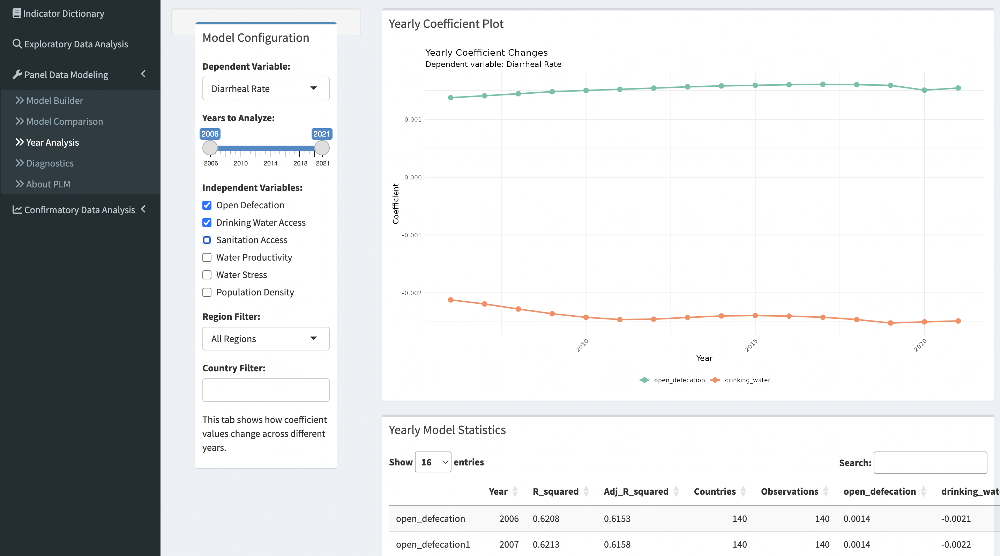 Indicator Dictionary
Exploratory Data Analysis
Panel Data Modeling
Model Builder
Model Comparison
Year Analysis
Diagnostics
About PLM
Confirmatory Data Analysis
Model Configuration
Dependent Variable:
Diarrheal Rate
Years to Analyze:
2006 2021
2006 2010 2014 2018 2021
Independent Variables:
Open Defecation
Drinking Water Access
Sanitation Access
Water Productivity
Water Stress
Population Density
Region Filter:
All Regions
Country Filter:
This tab shows how coefficient
values change across different
years.
Yearly Coefficient Plot
Yearly Coefficient Changes
Dependent variable: Diarrheal Rate
0.001
0.000
-0.001
-0.002
Coefficient
2010 2015 2020
Year
open_defecation drinking_water
Yearly Model Statistics
Show 16 entries
Search:
Year R_squared Adj_R_squared Countries Observations open_defecation drinking_wat
open_defecation 2006 0.6208 0.6153 140 140 0.0014 -0.0021
open_defecation1 2007 0.6213 0.6158 140 140 0.0014 -0.0022